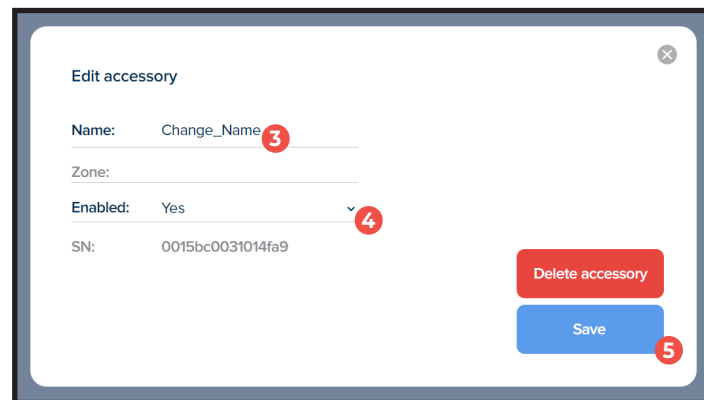 Edit accessory
Name: Change_Name 3
Zone:
Enabled: Yes 4
SN: 0015bc0031014fa9
Delete accessory
Save 5